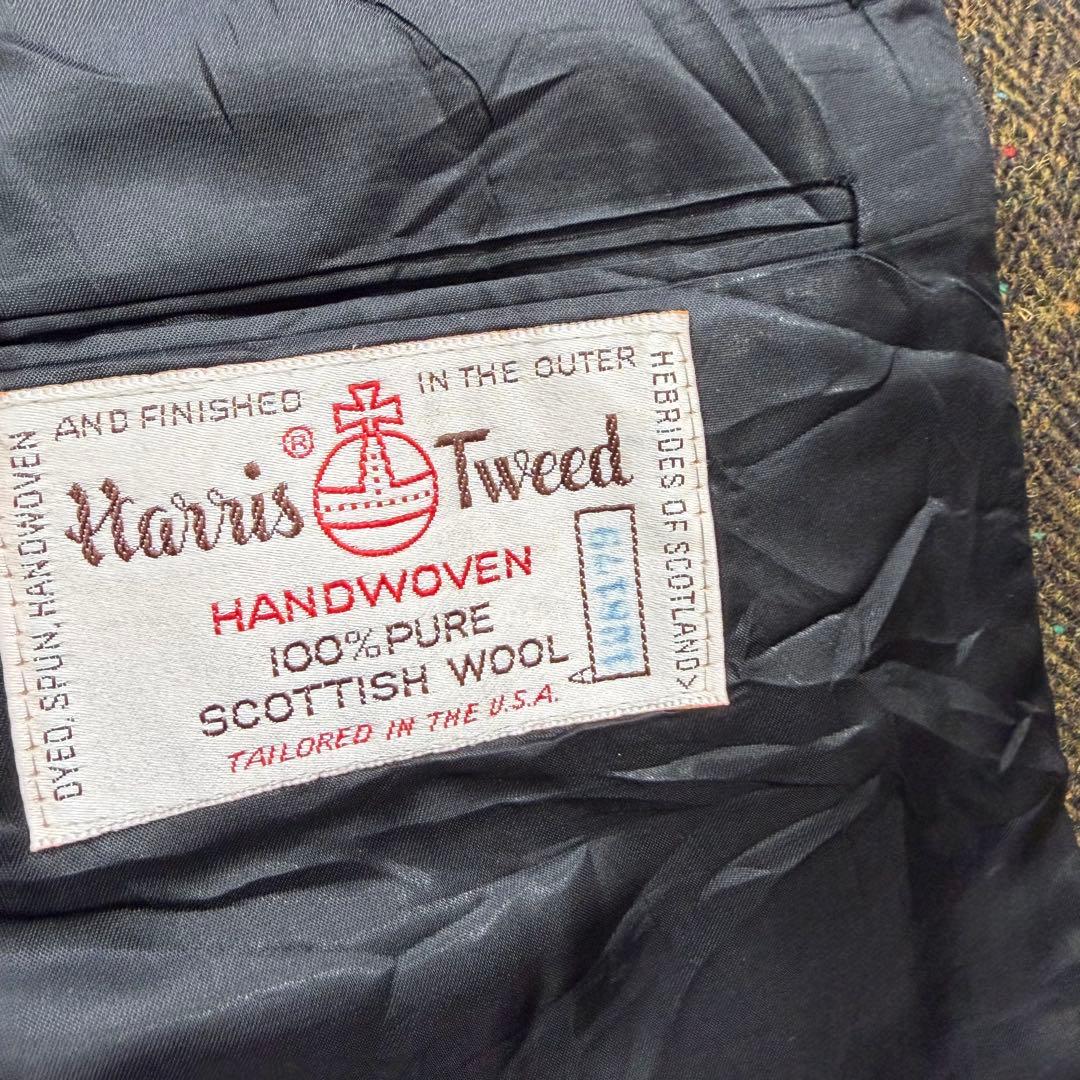 DYED, SPUN, HANDWOVEN
AND FINISHED
IN THE OUTER
HEBRIDES OF SCOTLAND
Harris ® Tweed
HANDWOVEN
100% PURE
SCOTTISH WOOL
TAILORED IN THE U.S.A.